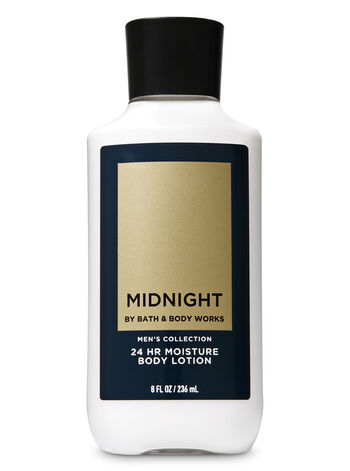 MIDNIGHT
BY BATH & BODY WORKS
MEN'S COLLECTION
24 HR MOISTURE
BODY LOTION
8 FL OZ / 236 mL